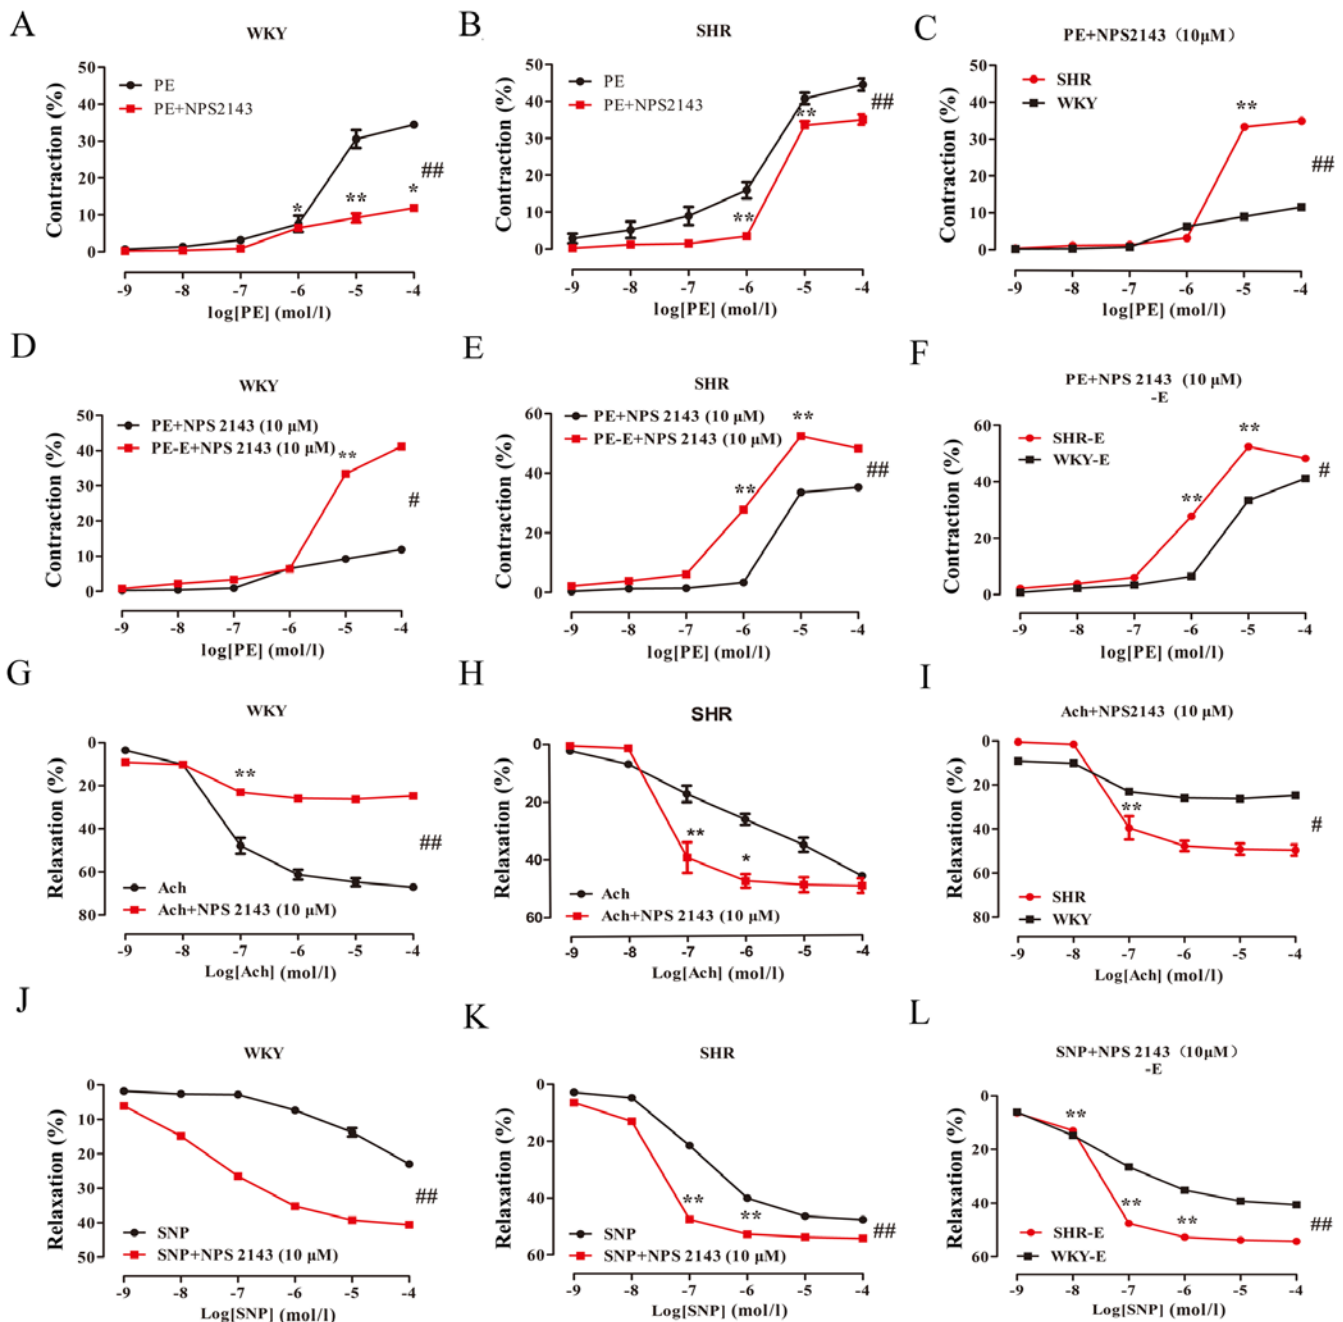 A
WKY
PE
PE+NPS2143
Contraction (%)
50
40
30
20
10
0
*
**
*
##
-9 -8 -7 -6 -5 -4
log[PE] (mol/l)
B
SHR
PE
PE+NPS2143
Contraction (%)
50
40
30
20
10
0
**
**
##
-9 -8 -7 -6 -5 -4
log[PE] (mol/l)
C
PE+NPS2143 (10μM)
SHR
WKY
Contraction (%)
50
40
30
20
10
0
**
##
-9 -8 -7 -6 -5 -4
log[PE] (mol/l)
D
WKY
PE+NPS 2143 (10 μM)
PE-E+NPS 2143 (10 μM)
Contraction (%)
50
40
30
20
10
0
**
#
-9 -8 -7 -6 -5 -4
log[PE] (mol/l)
E
SHR
PE+NPS 2143 (10 μM)
PE-E+NPS 2143 (10 μM)
Contraction (%)
60
40
20
0
**
**
##
-9 -8 -7 -6 -5 -4
log[PE] (mol/l)
F
PE+NPS 2143 (10 μM)
-E
SHR-E
WKY-E
Contraction (%)
60
40
20
0
**
**
#
-9 -8 -7 -6 -5 -4
log[PE] (mol/l)
G
WKY
Relaxation (%)
0
20
40
60
80
**
##
Ach
Ach+NPS 2143 (10 μM)
-9 -8 -7 -6 -5 -4
Log[Ach] (mol/l)
H
SHR
Relaxation (%)
0
20
40
60
**
*
Ach
Ach+NPS 2143 (10 μM)
-9 -8 -7 -6 -5 -4
Log[Ach] (mol/l)
I
Ach+NPS2143 (10 μM)
Relaxation (%)
0
20
40
60
80
**
#
SHR
WKY
-9 -8 -7 -6 -5 -4
Log[Ach] (mol/l)
J
WKY
Relaxation (%)
0
10
20
30
40
50
##
SNP
SNP+NPS 2143 (10 μM)
-9 -8 -7 -6 -5 -4
Log[SNP] (mol/l)
K
SHR
Relaxation (%)
0
20
40
60
**
**
##
SNP
SNP+NPS 2143 (10 μM)
-9 -8 -7 -6 -5 -4
Log[SNP] (mol/l)
L
SNP+NPS 2143 (10μM)
-E
Relaxation (%)
0
20
40
60
**
**
**
##
SHR-E
WKY-E
-9 -8 -7 -6 -5 -4
Log[SNP] (mol/l)